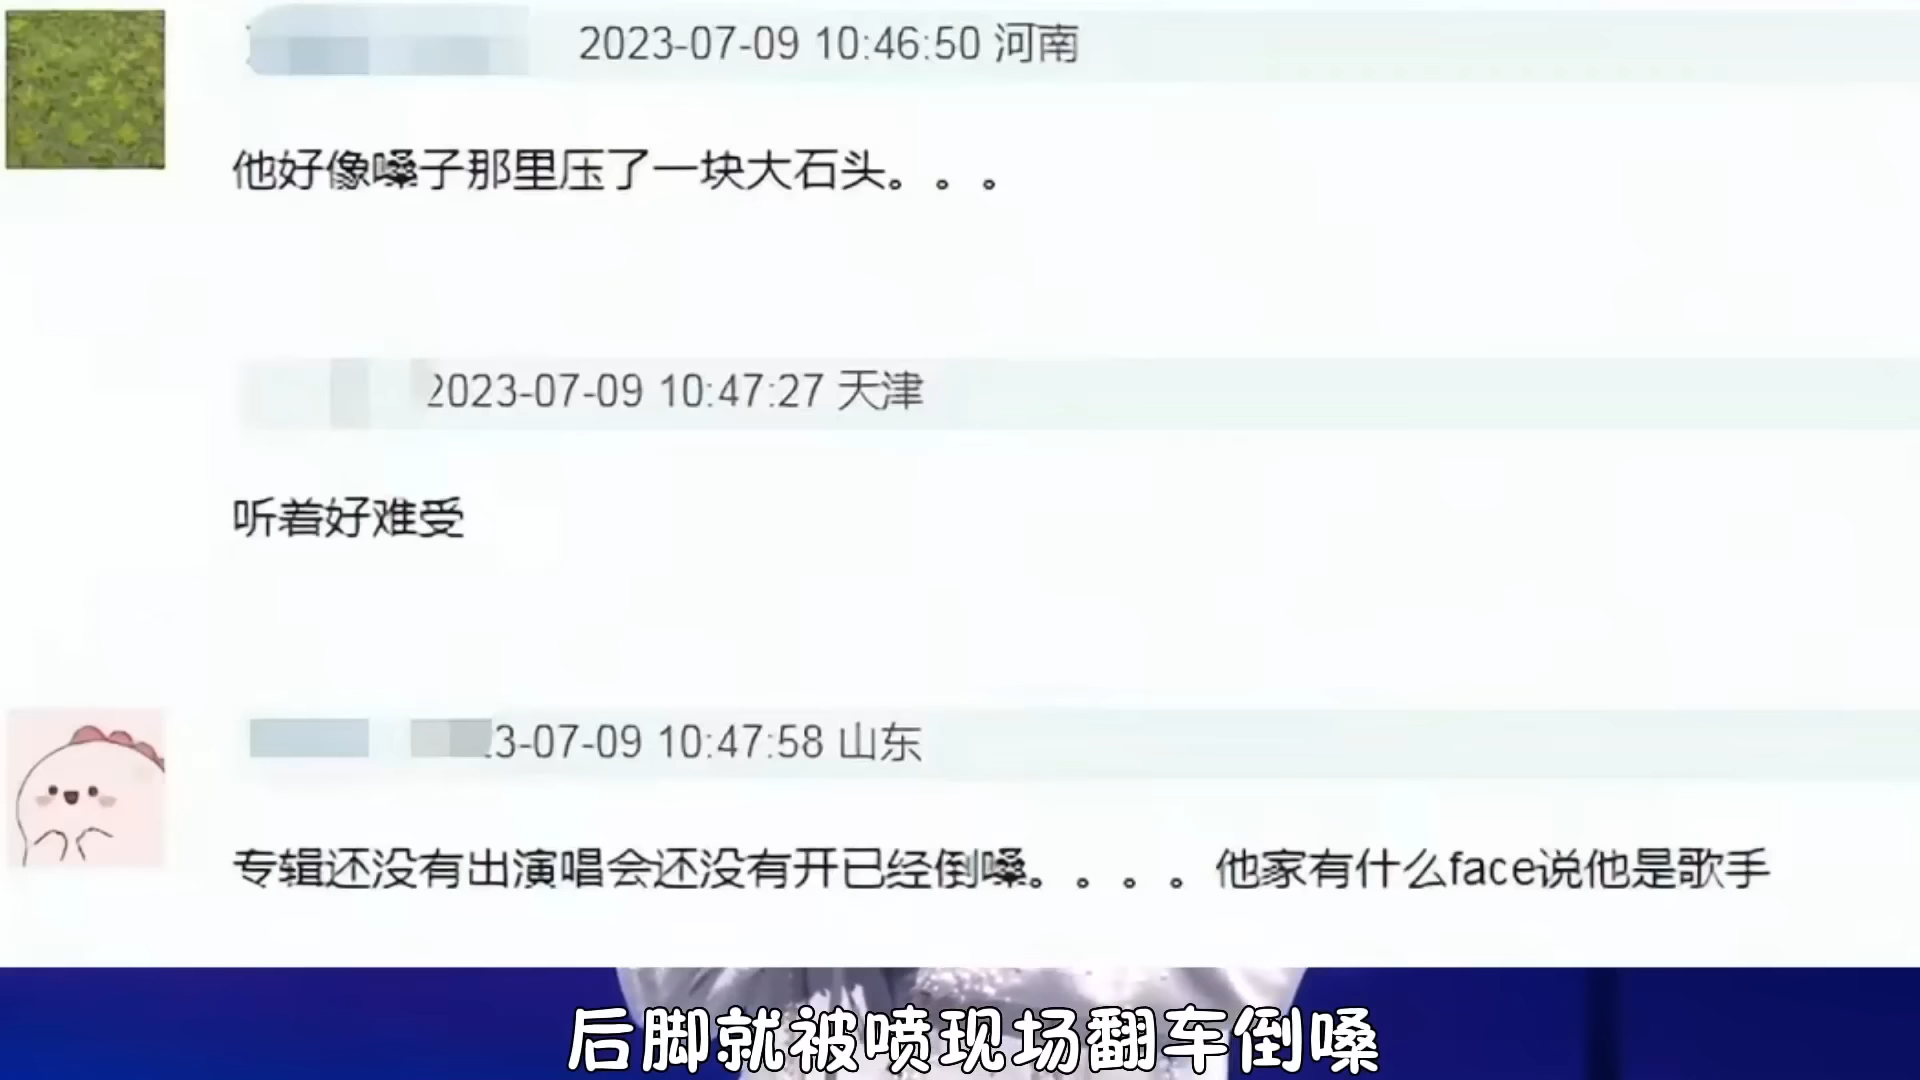 2023-07-09 10:46:50 河南
他好像嗓子那里压了一块大石头。。。
2023-07-09 10:47:27 天津
听着好难受
3-07-09 10:47:58 山东
专辑还没有出演唱会还没有开已经倒嗓。。。。他家有什么face说他是歌手
后脚就被喷现场翻车倒嗓